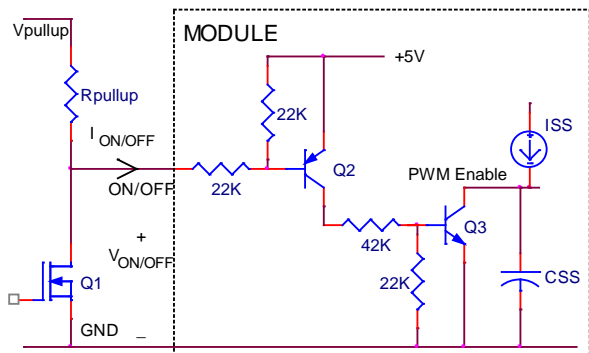 Vpullup
MODULE
+5V
Rpullup
22K
I ON/OFF
ISS
Q2
PWM Enable
ON/OFF
22K
Q3
+
42K
V ON/OFF
22K
CSS
Q1
GND
_